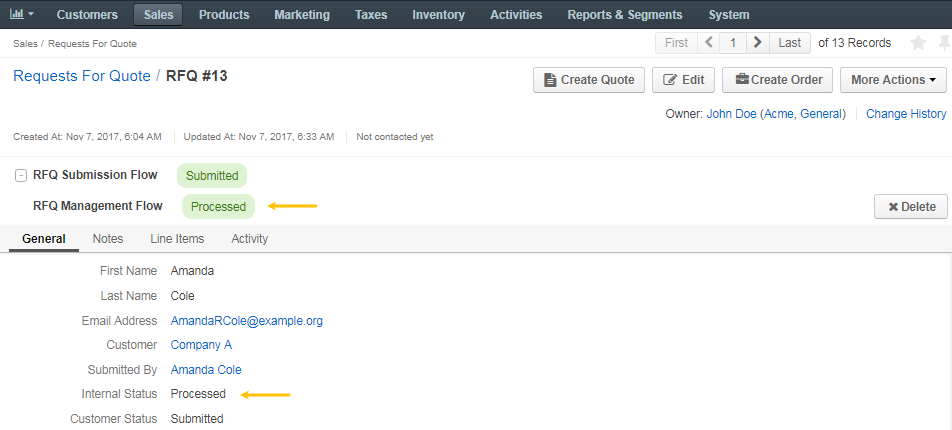 Customers Sales Products Marketing Taxes Inventory Activities Reports & Segments System
Sales / Requests For Quote First 1 Last of 13 Records
Requests For Quote / RFQ #13 Create Quote Edit Create Order More Actions
Owner: John Doe (Acme, General) Change History
Created At: Nov 7, 2017, 6:04 AM Updated At: Nov 7, 2017, 6:33 AM Not contacted yet
RFQ Submission Flow Submitted
RFQ Management Flow Processed Delete
General Notes Line Items Activity
First Name Amanda
Last Name Cole
Email Address AmandaRCole@example.org
Customer Company A
Submitted By Amanda Cole
Internal Status Processed
Customer Status Submitted